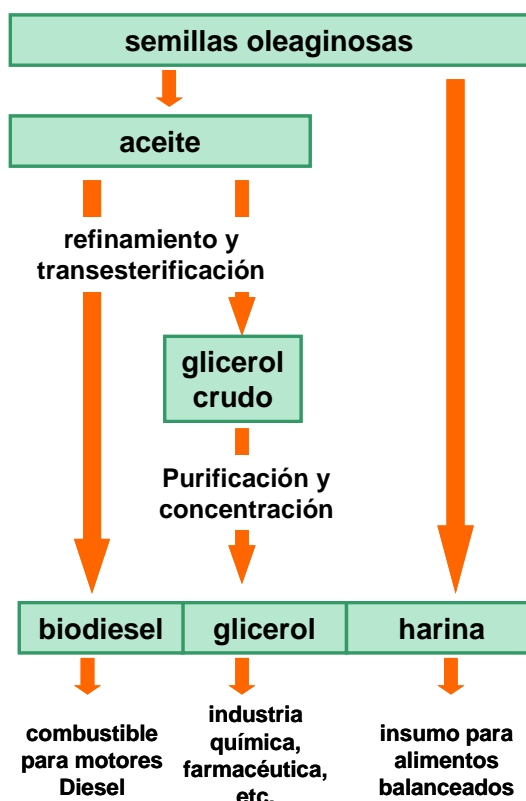 semillas oleaginosas
aceite
refinamiento y
transesterificación
glicerol
crudo
Purificación y
concentración
biodiesel
glicerol
harina
combustible
para motores
Diesel
industria
química,
farmacéutica,
etc.
insumo para
alimentos
balanceados